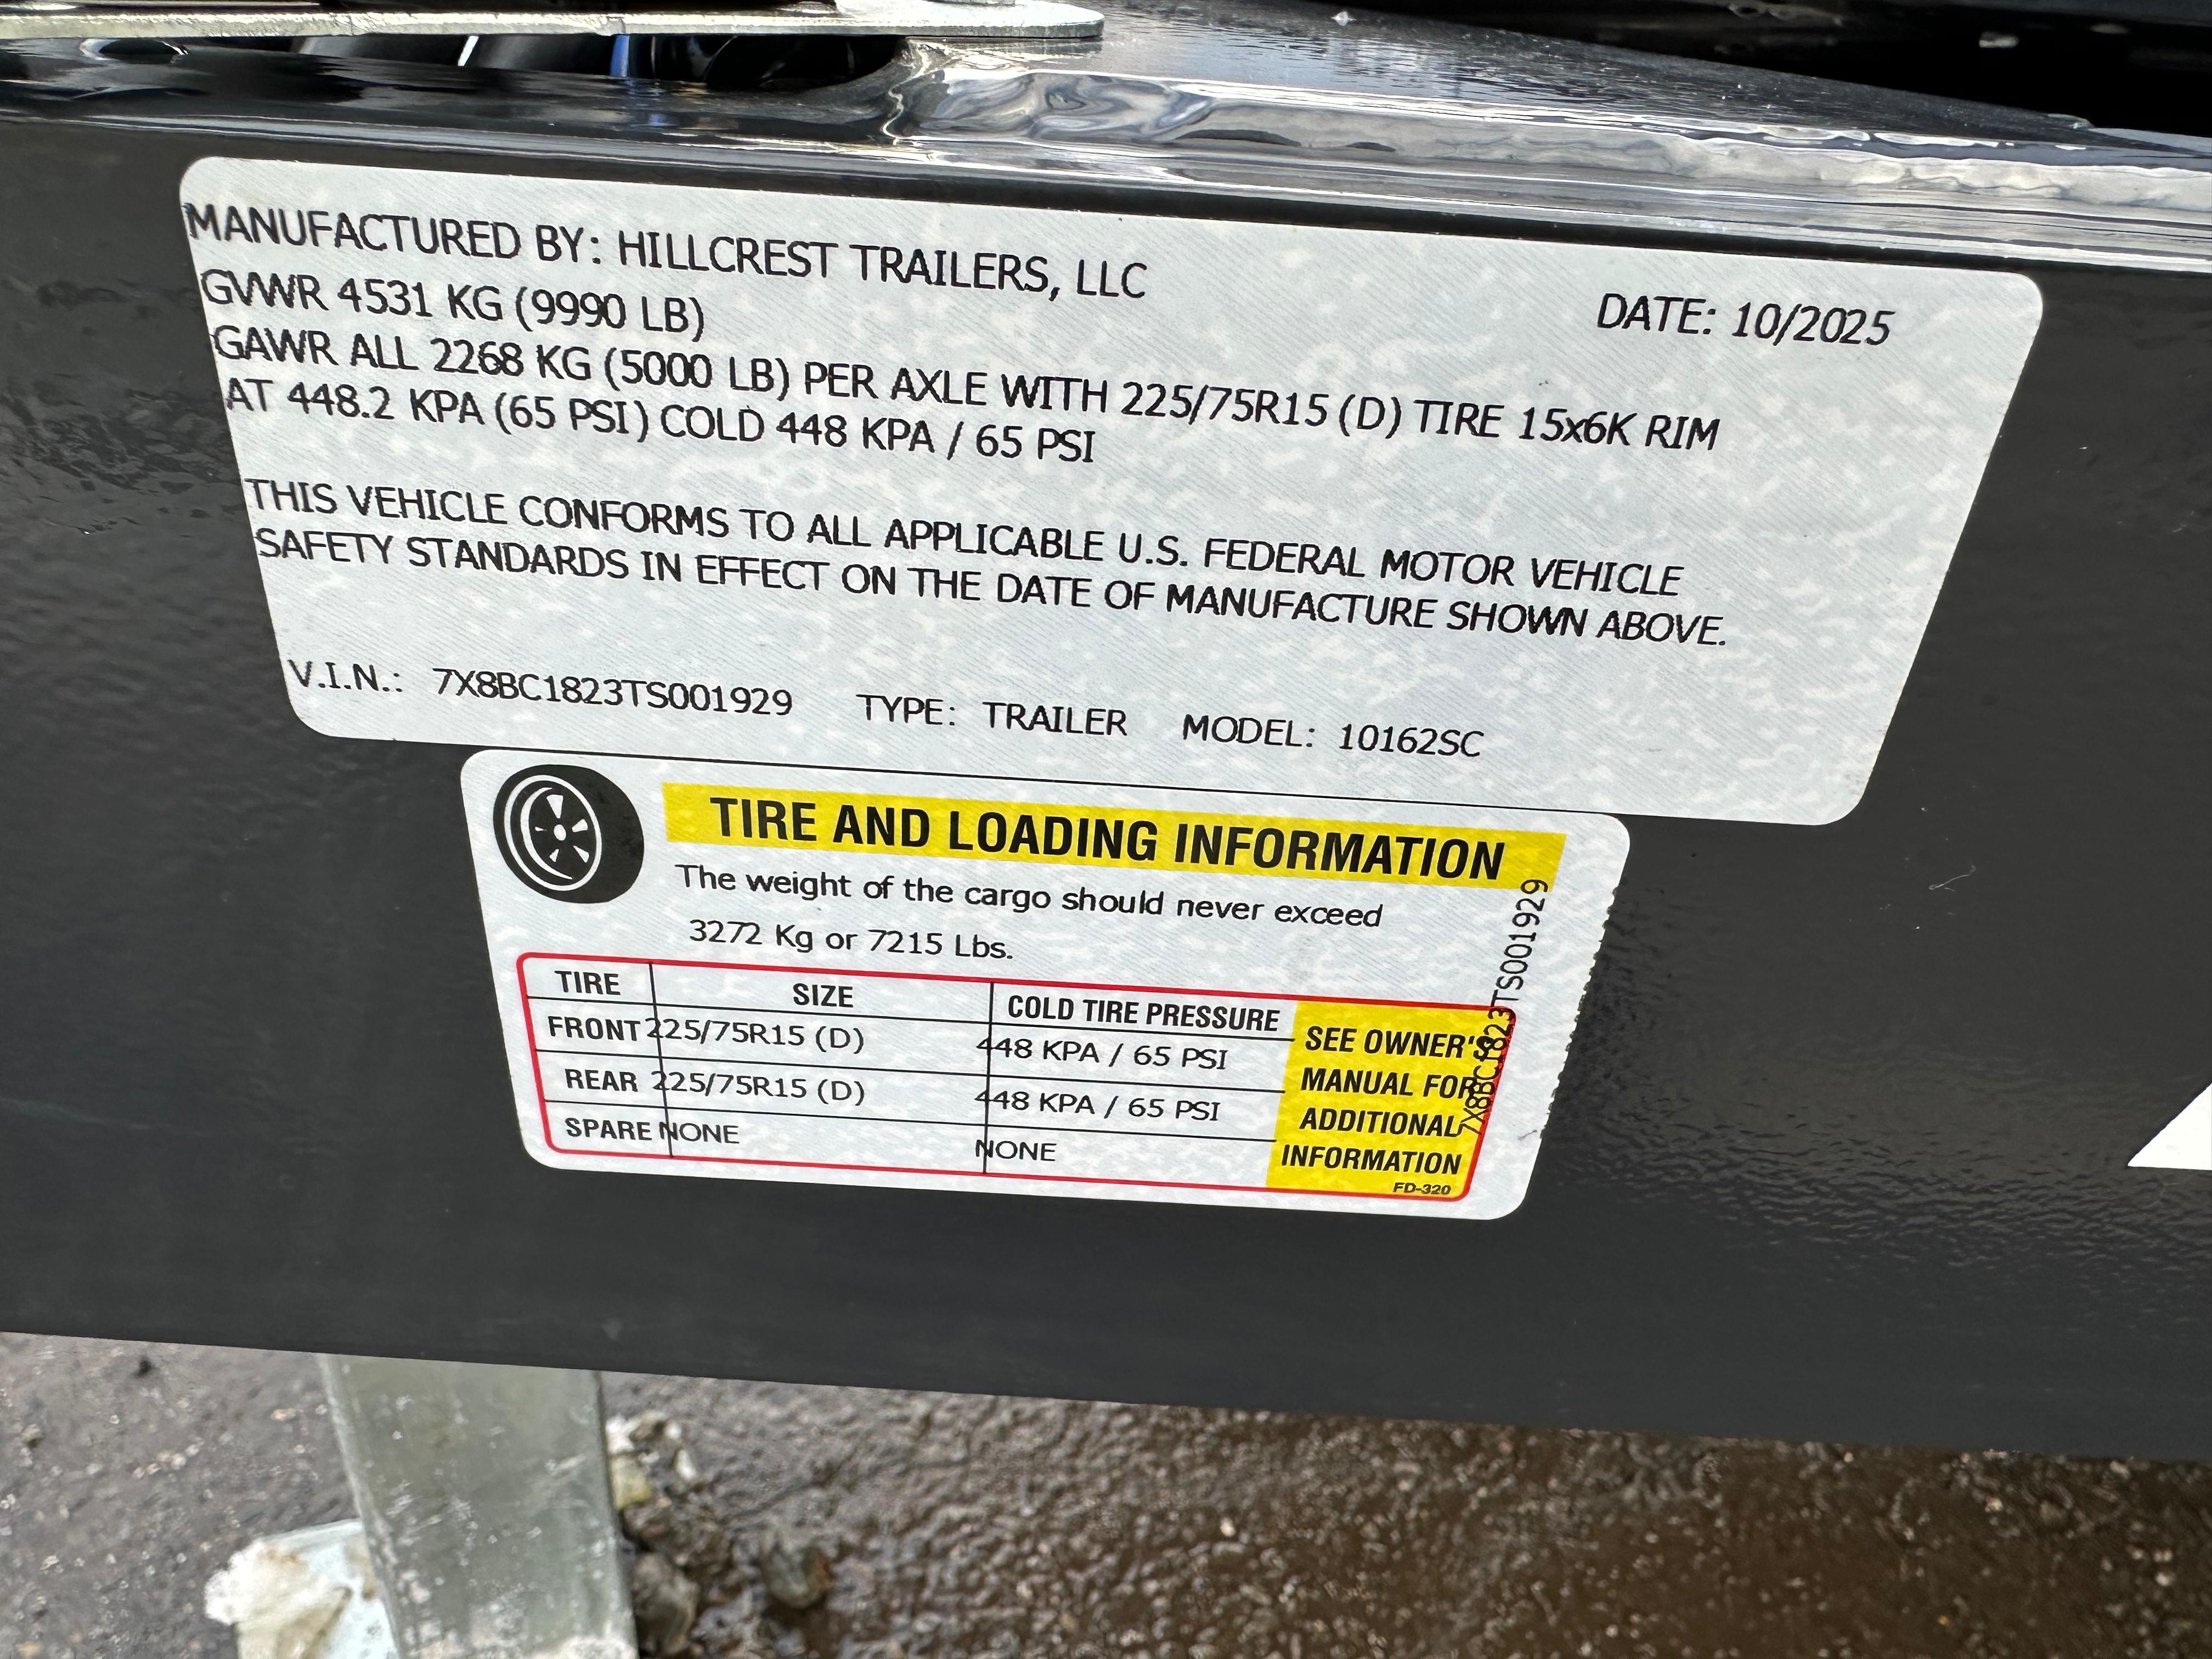 MANUFACTURED BY: HILLCREST TRAILERS, LLC
DATE: 10/2025
GVWR 4531 KG (9990 LB)
GAWR ALL 2268 KG (5000 LB) PER AXLE WITH 225/75R15 (D) TIRE 15x6K RIM
AT 448.2 KPA (65 PSI) COLD 448 KPA / 65 PSI
THIS VEHICLE CONFORMS TO ALL APPLICABLE U.S. FEDERAL MOTOR VEHICLE
SAFETY STANDARDS IN EFFECT ON THE DATE OF MANUFACTURE SHOWN ABOVE.
V.I.N.: 7X8BC1823TS001929 TYPE: TRAILER MODEL: 10162SC
TIRE AND LOADING INFORMATION
The weight of the cargo should never exceed
3272 Kg or 7215 Lbs.
TIRE SIZE COLD TIRE PRESSURE
FRONT 225/75R15 (D) 448 KPA / 65 PSI
REAR 225/75R15 (D) 448 KPA / 65 PSI
SPARE NONE NONE
SEE OWNER'S
MANUAL FOR
ADDITIONAL
INFORMATION
FD-320
7X8BC1823TS001929